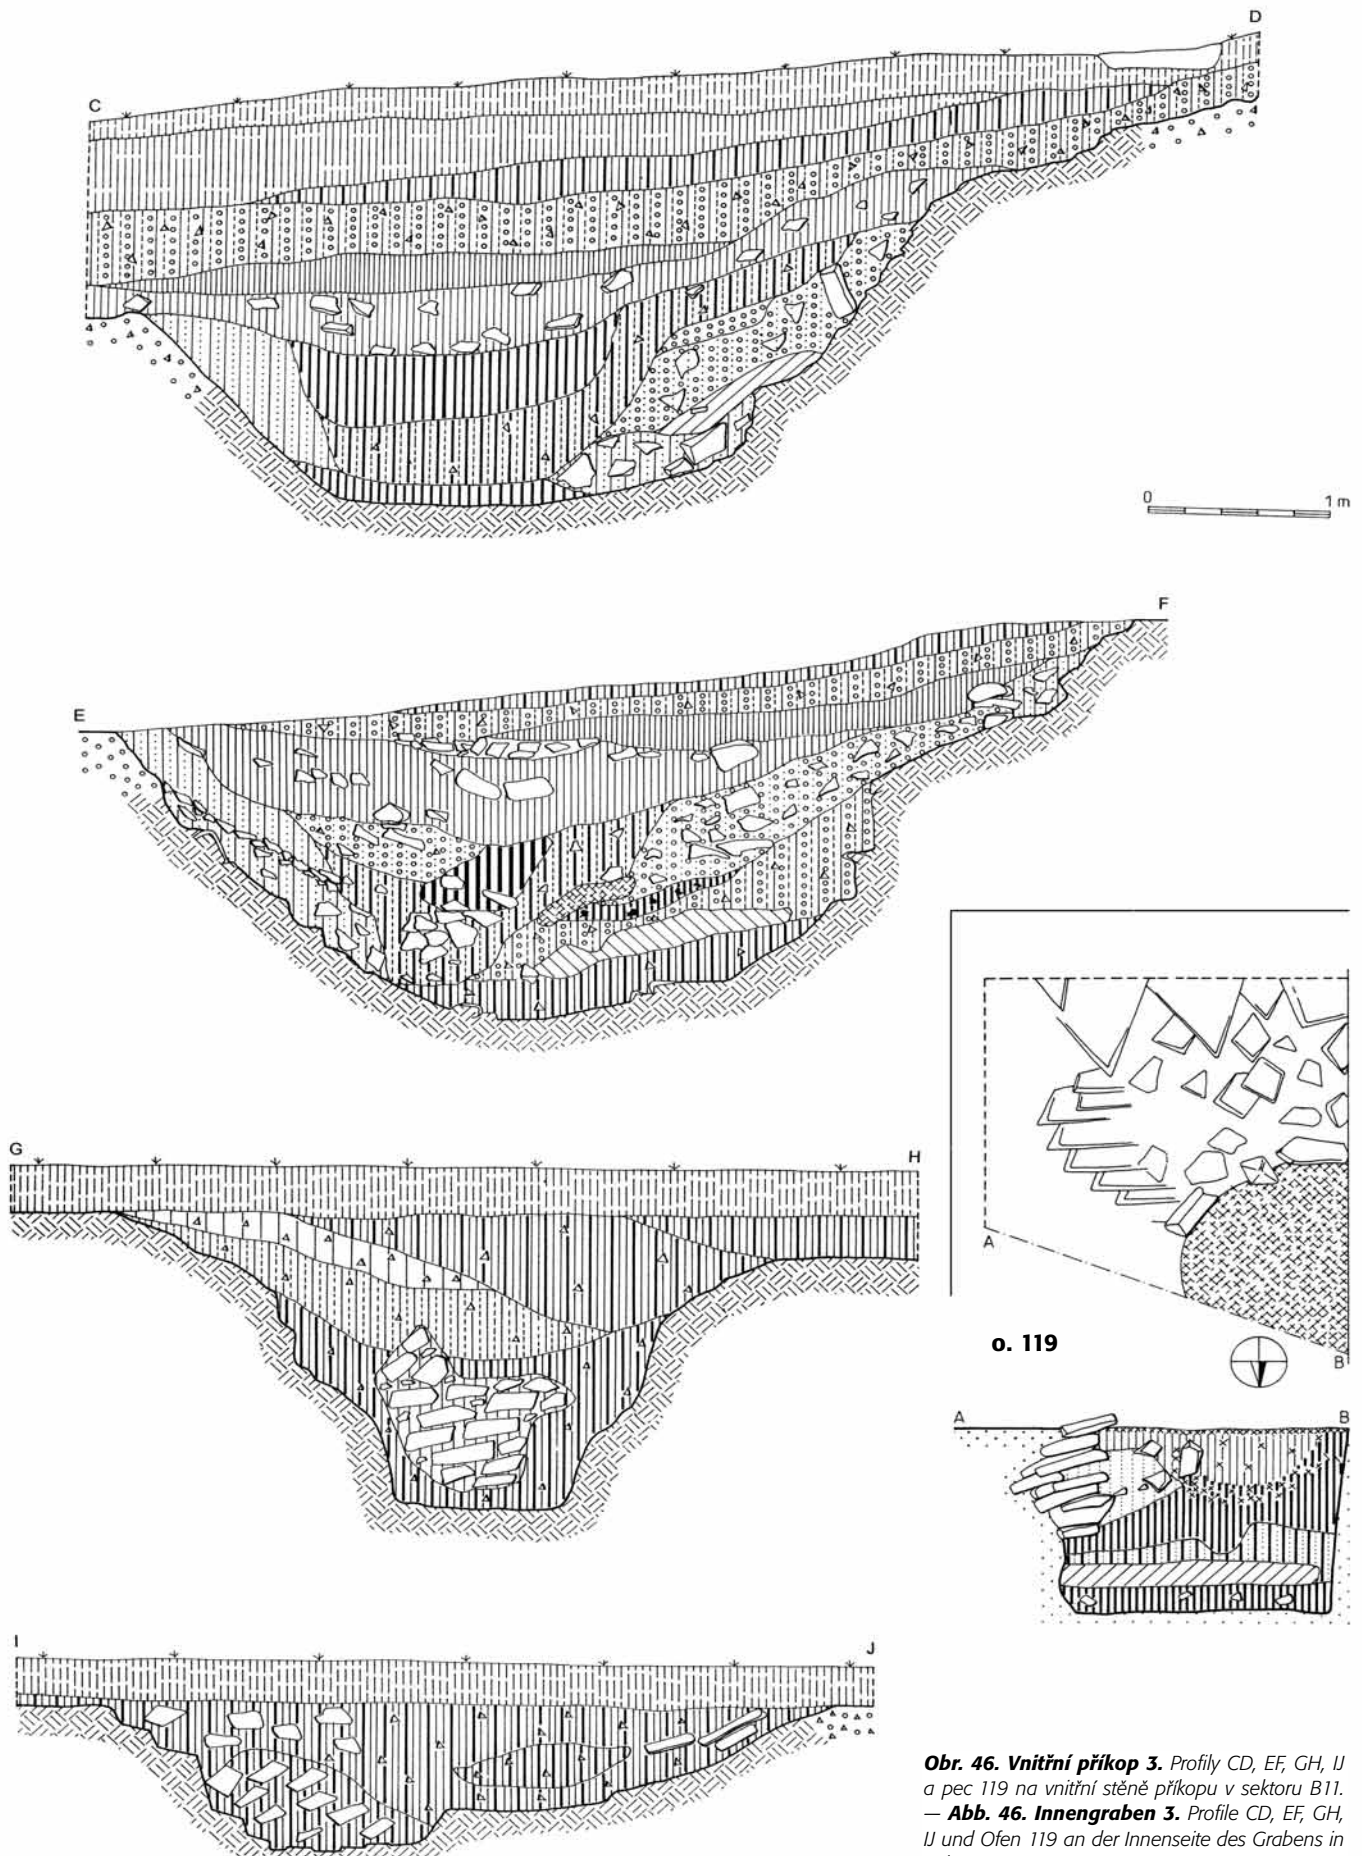 D
C
0 1 m
F
E
G
H
A
B
o. 119
A
B
I
J
Obr. 46. Vnitřní příkop 3. Profily CD, EF, GH, IJ
a pec 119 na vnitřní stěně příkopu v sektoru B11.
— Abb. 46. Innengraben 3. Profile CD, EF, GH,
IJ und Ofen 119 an der Innenseite des Grabens in